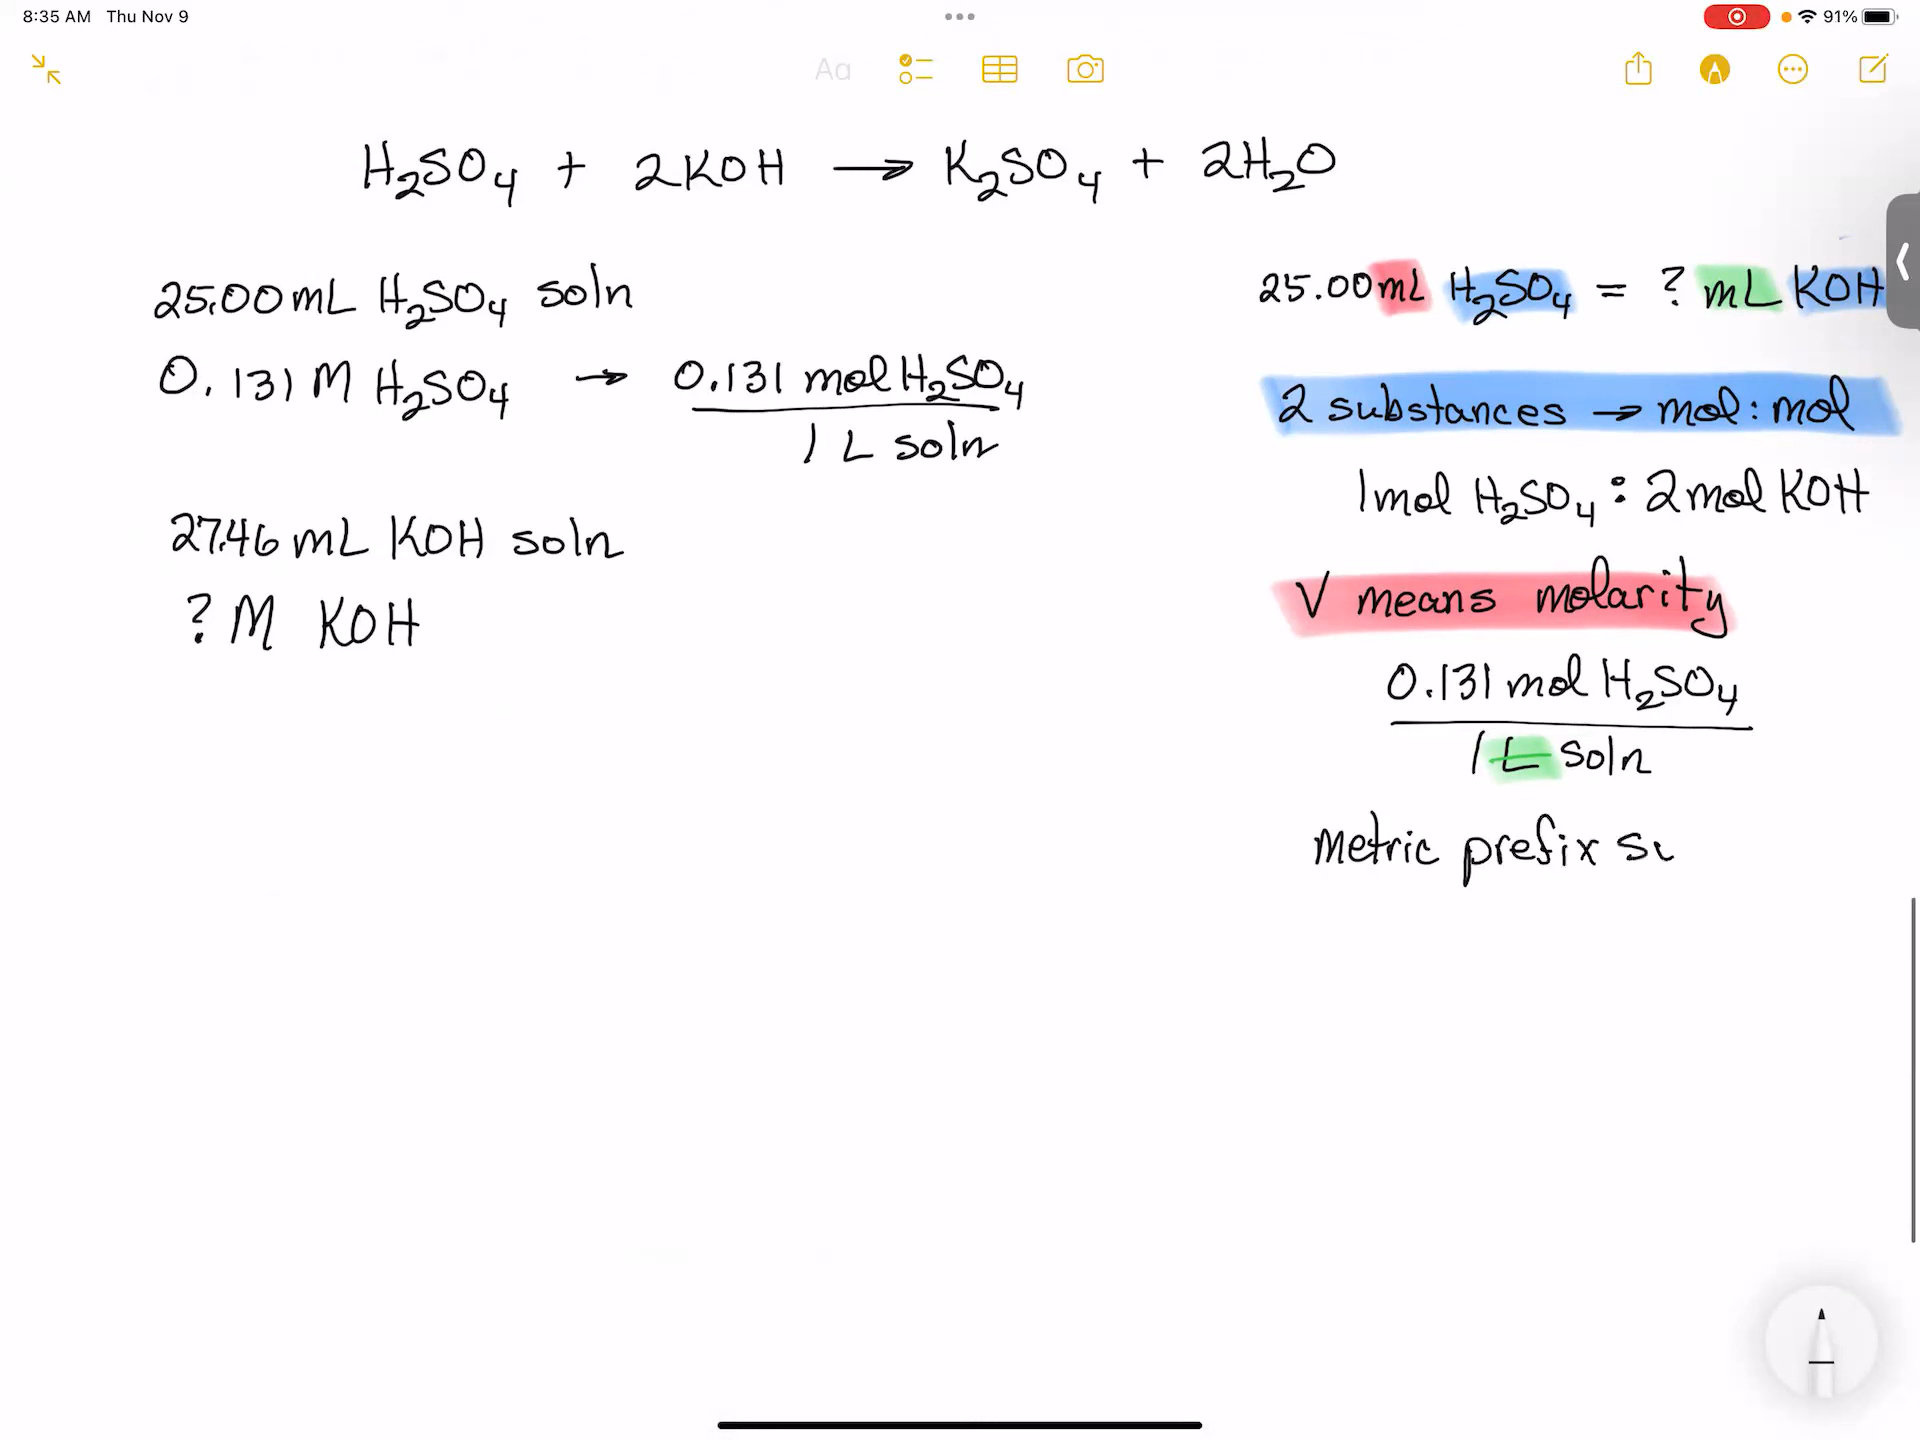 8:35 AM Thu Nov 9
91%
Aa
H₂SO₄ + 2KOH → K₂SO₄ + 2H₂O
25.00 mL H₂SO₄ soln
0.131 M H₂SO₄ → 0.131 mol H₂SO₄
1 L soln
27.46 mL KOH soln
? M KOH
25.00 mL H₂SO₄ = ? mL KOH
2 substances → mol : mol
1 mol H₂SO₄ : 2 mol KOH
V means molarity
0.131 mol H₂SO₄
1 L soln
Metric prefix su